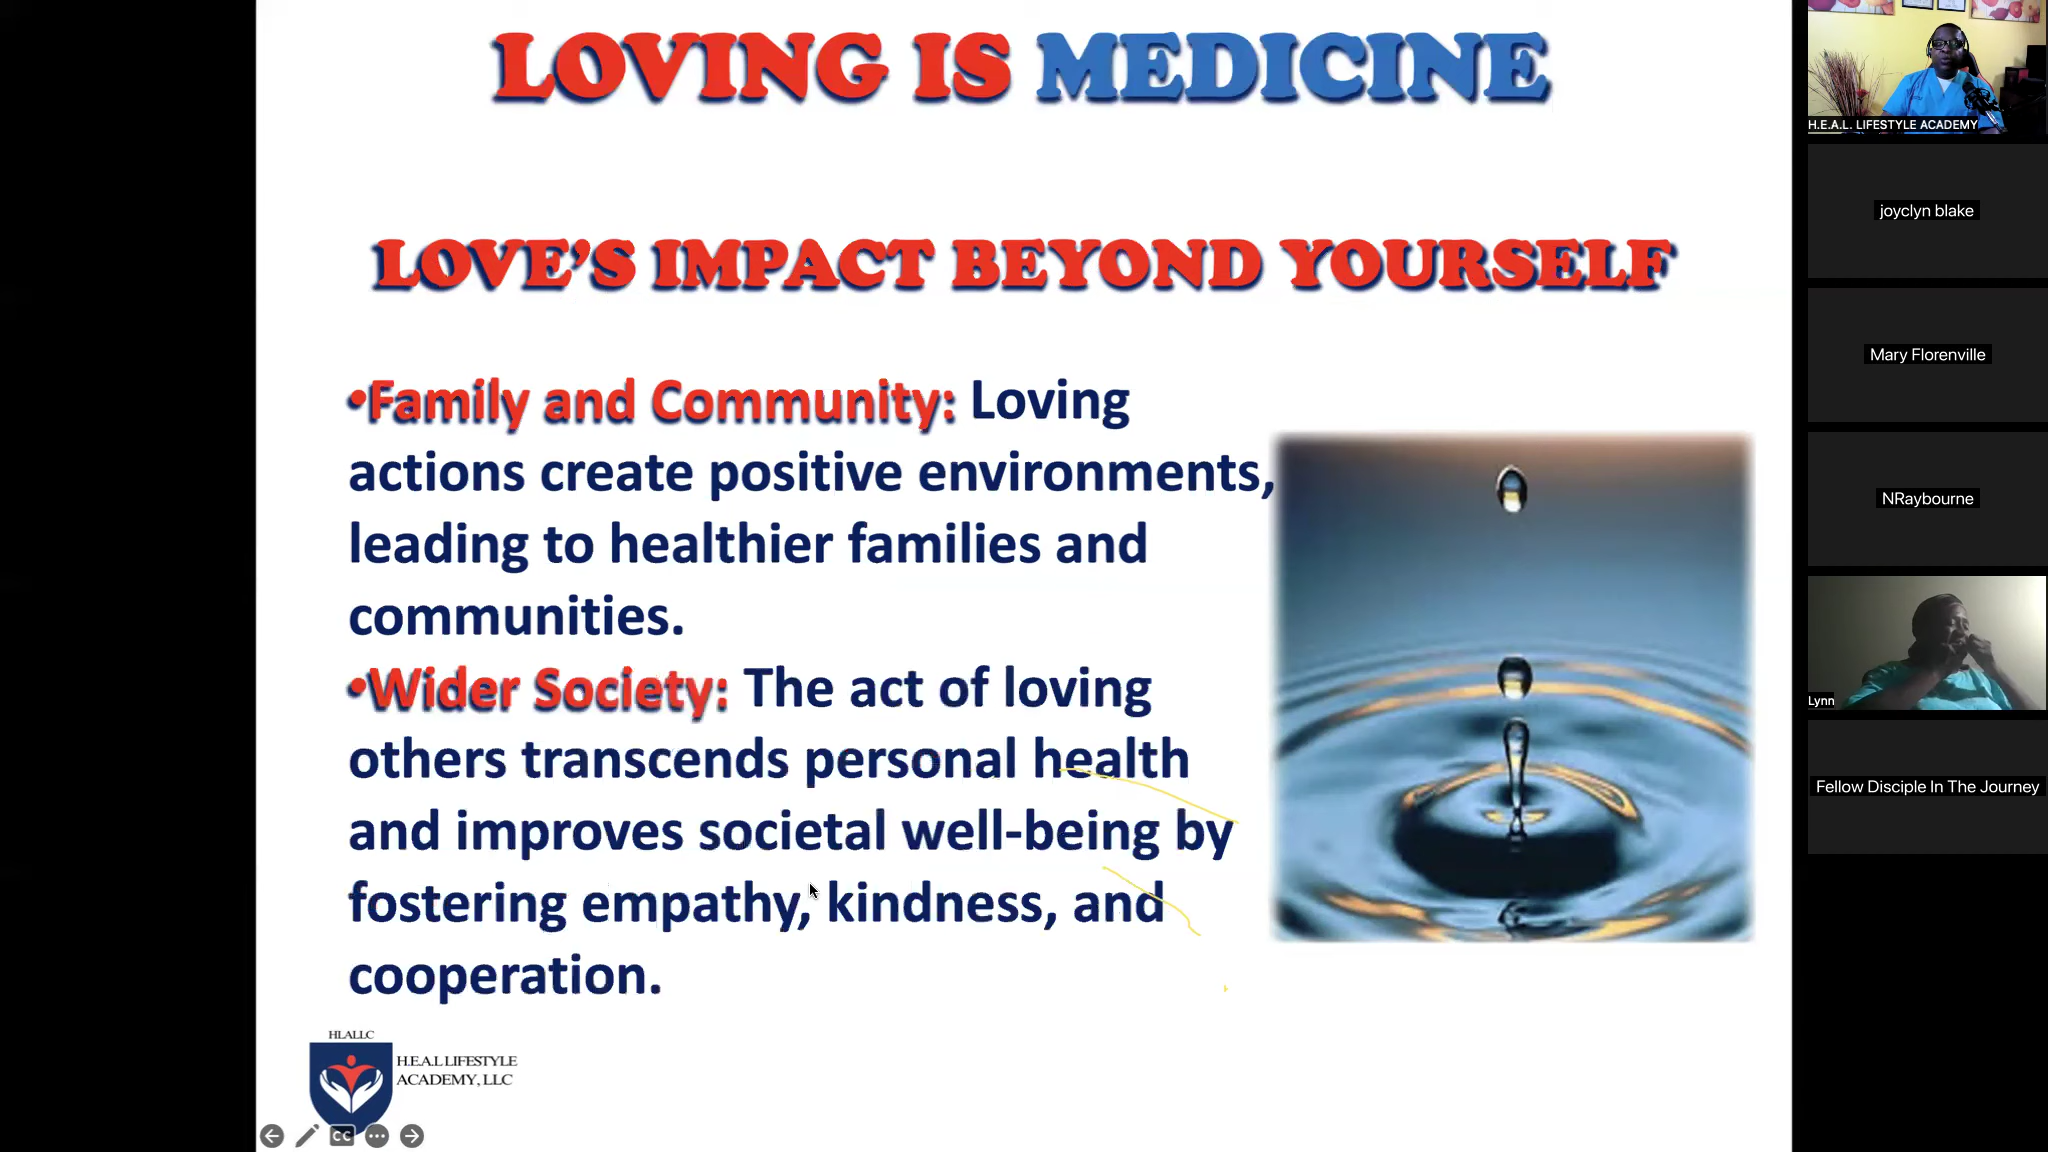 LOVING IS MEDICINE
LOVE'S IMPACT BEYOND YOURSELF
•Family and Community: Loving
actions create positive environments,
leading to healthier families and
communities.
•Wider Society: The act of loving
others transcends personal health
and improves societal well-being by
fostering empathy, kindness, and
cooperation.
HLALLC
H.E.A.L LIFESTYLE
ACADEMY, LLC
CC
H.E.A.L. LIFESTYLE ACADEMY
joyclyn blake
Mary Florenville
NRaybourne
Lynn
Fellow Disciple In The Journey